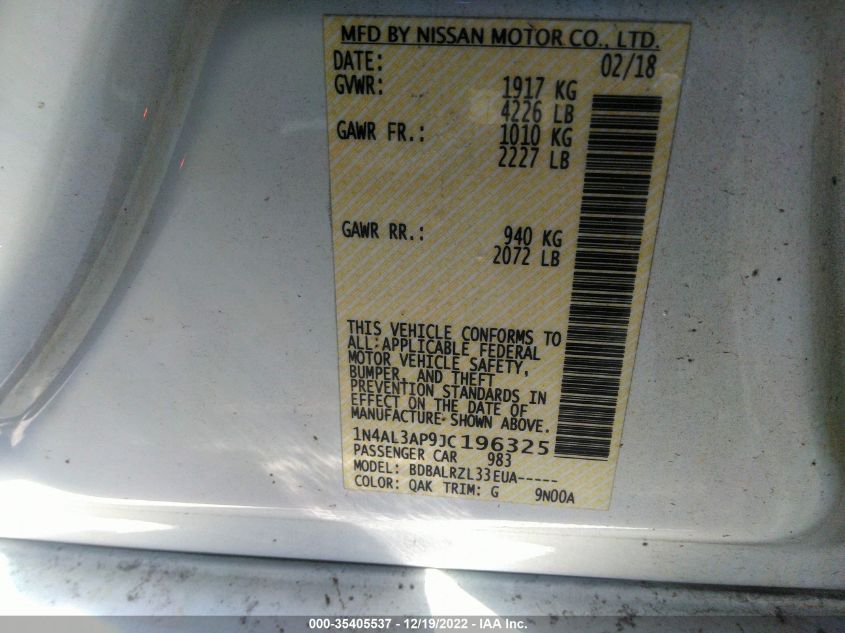 MFD BY NISSAN MOTOR CO., LTD.
DATE: 02/18
GVWR: 1917 KG
4226 LB
GAWR FR.: 1010 KG
2227 LB
GAWR RR.: 940 KG
2072 LB
THIS VEHICLE CONFORMS TO
ALL APPLICABLE FEDERAL
MOTOR VEHICLE SAFETY,
BUMPER, AND THEFT
PREVENTION STANDARDS IN
EFFECT ON THE DATE OF
MANUFACTURE SHOWN ABOVE.
1N4AL3AP9JC196325
PASSENGER CAR 983
MODEL: BDBALRZL33EUA-----
COLOR: QAK TRIM: G 9N00A
000-35405537 - 12/19/2022 - IAA Inc.